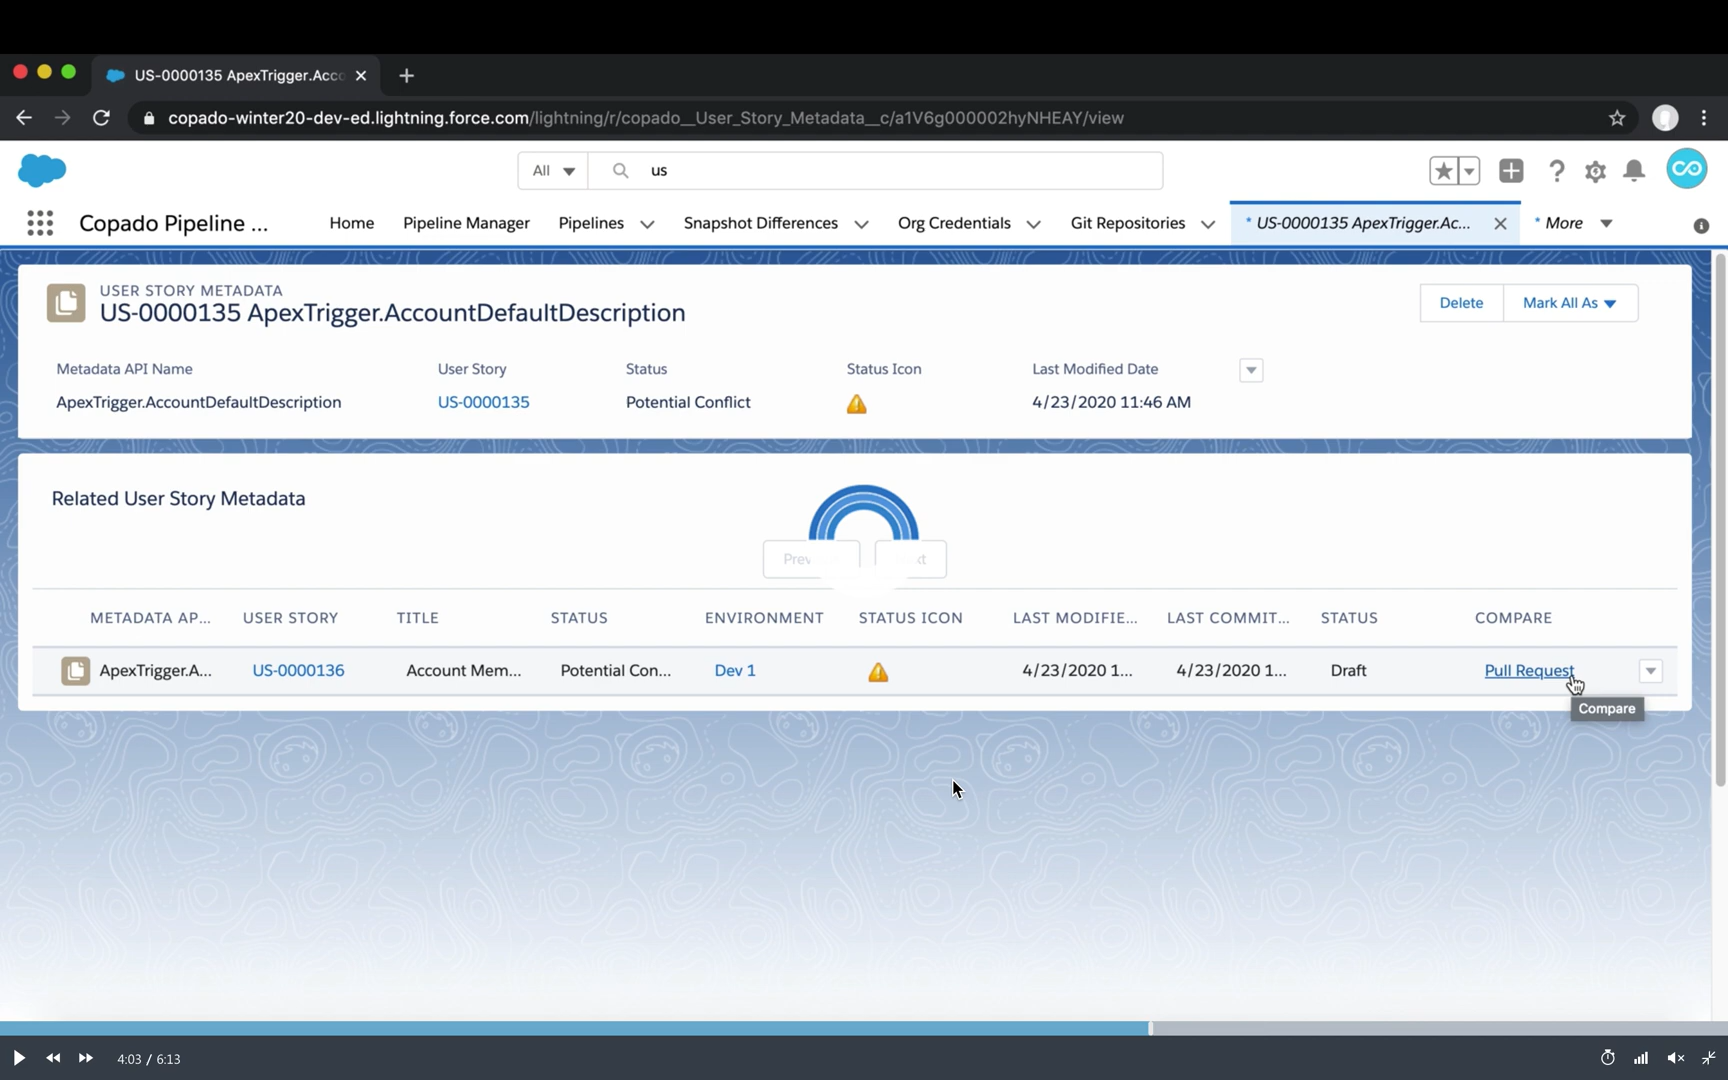 US-0000135 ApexTrigger.Acc
copado-winter20-dev-ed.lightning.force.com/lightning/r/copado__User_Story_Metadata__c/a1V6g000002hyNHEAY/view
All us
Copado Pipeline ... Home Pipeline Manager Pipelines Snapshot Differences Org Credentials Git Repositories * US-0000135 ApexTrigger.Ac... * More
USER STORY METADATA
US-0000135 ApexTrigger.AccountDefaultDescription
Delete Mark All As
Metadata API Name User Story Status Status Icon Last Modified Date
ApexTrigger.AccountDefaultDescription US-0000135 Potential Conflict 4/23/2020 11:46 AM
Related User Story Metadata
METADATA AP... USER STORY TITLE STATUS ENVIRONMENT STATUS ICON LAST MODIFIE... LAST COMMIT... STATUS COMPARE
ApexTrigger.A... US-0000136 Account Mem... Potential Con... Dev 1 4/23/2020 1... 4/23/2020 1... Draft Pull Request
Compare
4:03 / 6:13